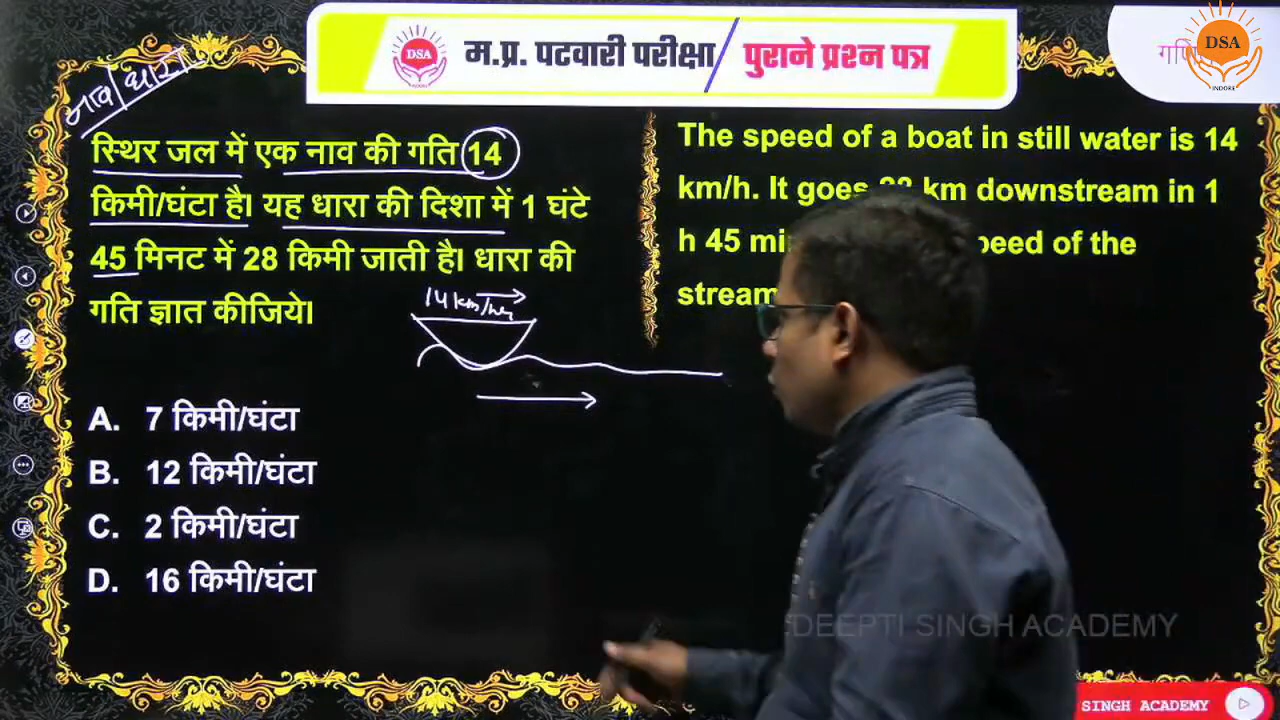 DSA
म.प्र. पटवारी परीक्षा / पुराने प्रश्न पत्र
DSA
INDORE
नाव/धारा
स्थिर जल में एक नाव की गति 14
किमी/घंटा है। यह धारा की दिशा में 1 घंटे
45 मिनट में 28 किमी जाती है। धारा की
गति ज्ञात कीजिये।
14 km/hr
A. 7 किमी/घंटा
B. 12 किमी/घंटा
C. 2 किमी/घंटा
D. 16 किमी/घंटा
The speed of a boat in still water is 14
km/h. It goes km downstream in 1
h 45 of the
stream
DEEPTI SINGH ACADEMY
SINGH ACADEMY